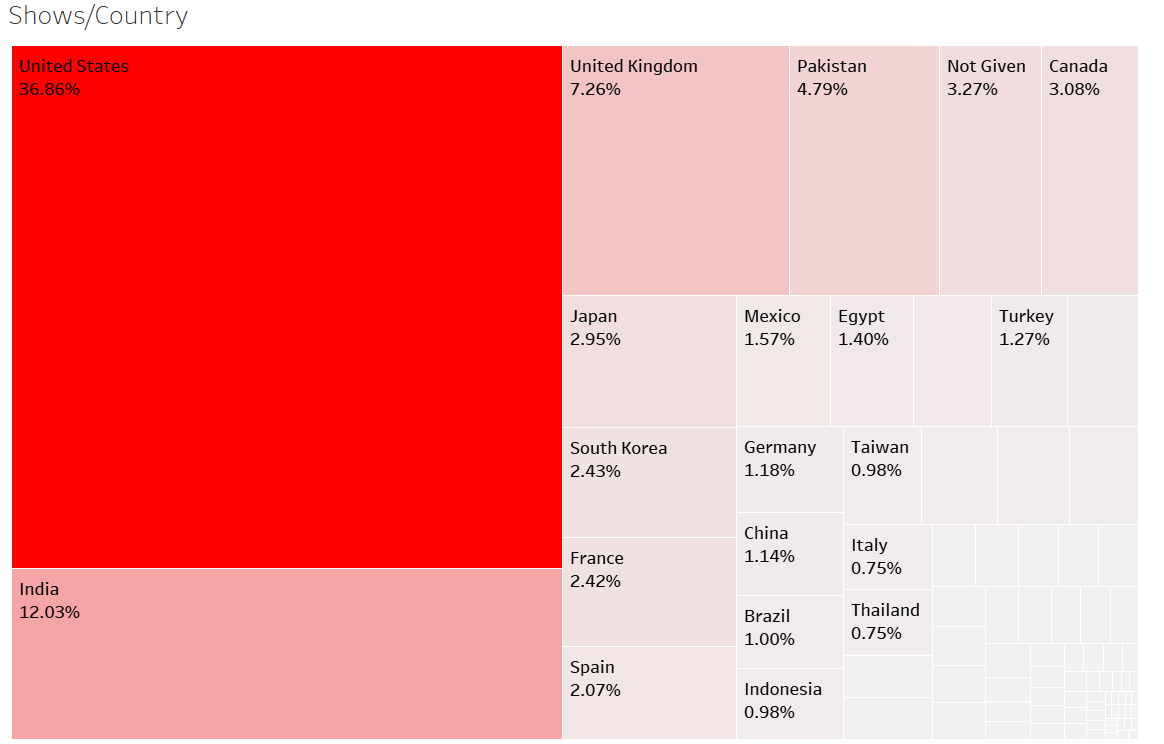 Shows/Country
United States
36.86%
United Kingdom
7.26%
Pakistan
4.79%
Not Given
3.27%
Canada
3.08%
Japan
2.95%
Mexico
1.57%
Egypt
1.40%
Turkey
1.27%
South Korea
2.43%
Germany
1.18%
Taiwan
0.98%
France
2.42%
China
1.14%
Italy
0.75%
India
12.03%
Brazil
1.00%
Thailand
0.75%
Spain
2.07%
Indonesia
0.98%